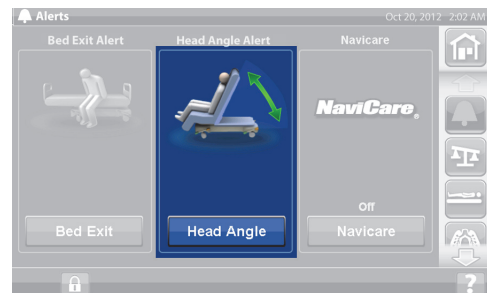 Alerts
Oct 20, 2012 - 2:02 AM
Bed Exit Alert
Head Angle Alert
Navicare
NaviCare®
Off
Bed Exit
Head Angle
Navicare
?